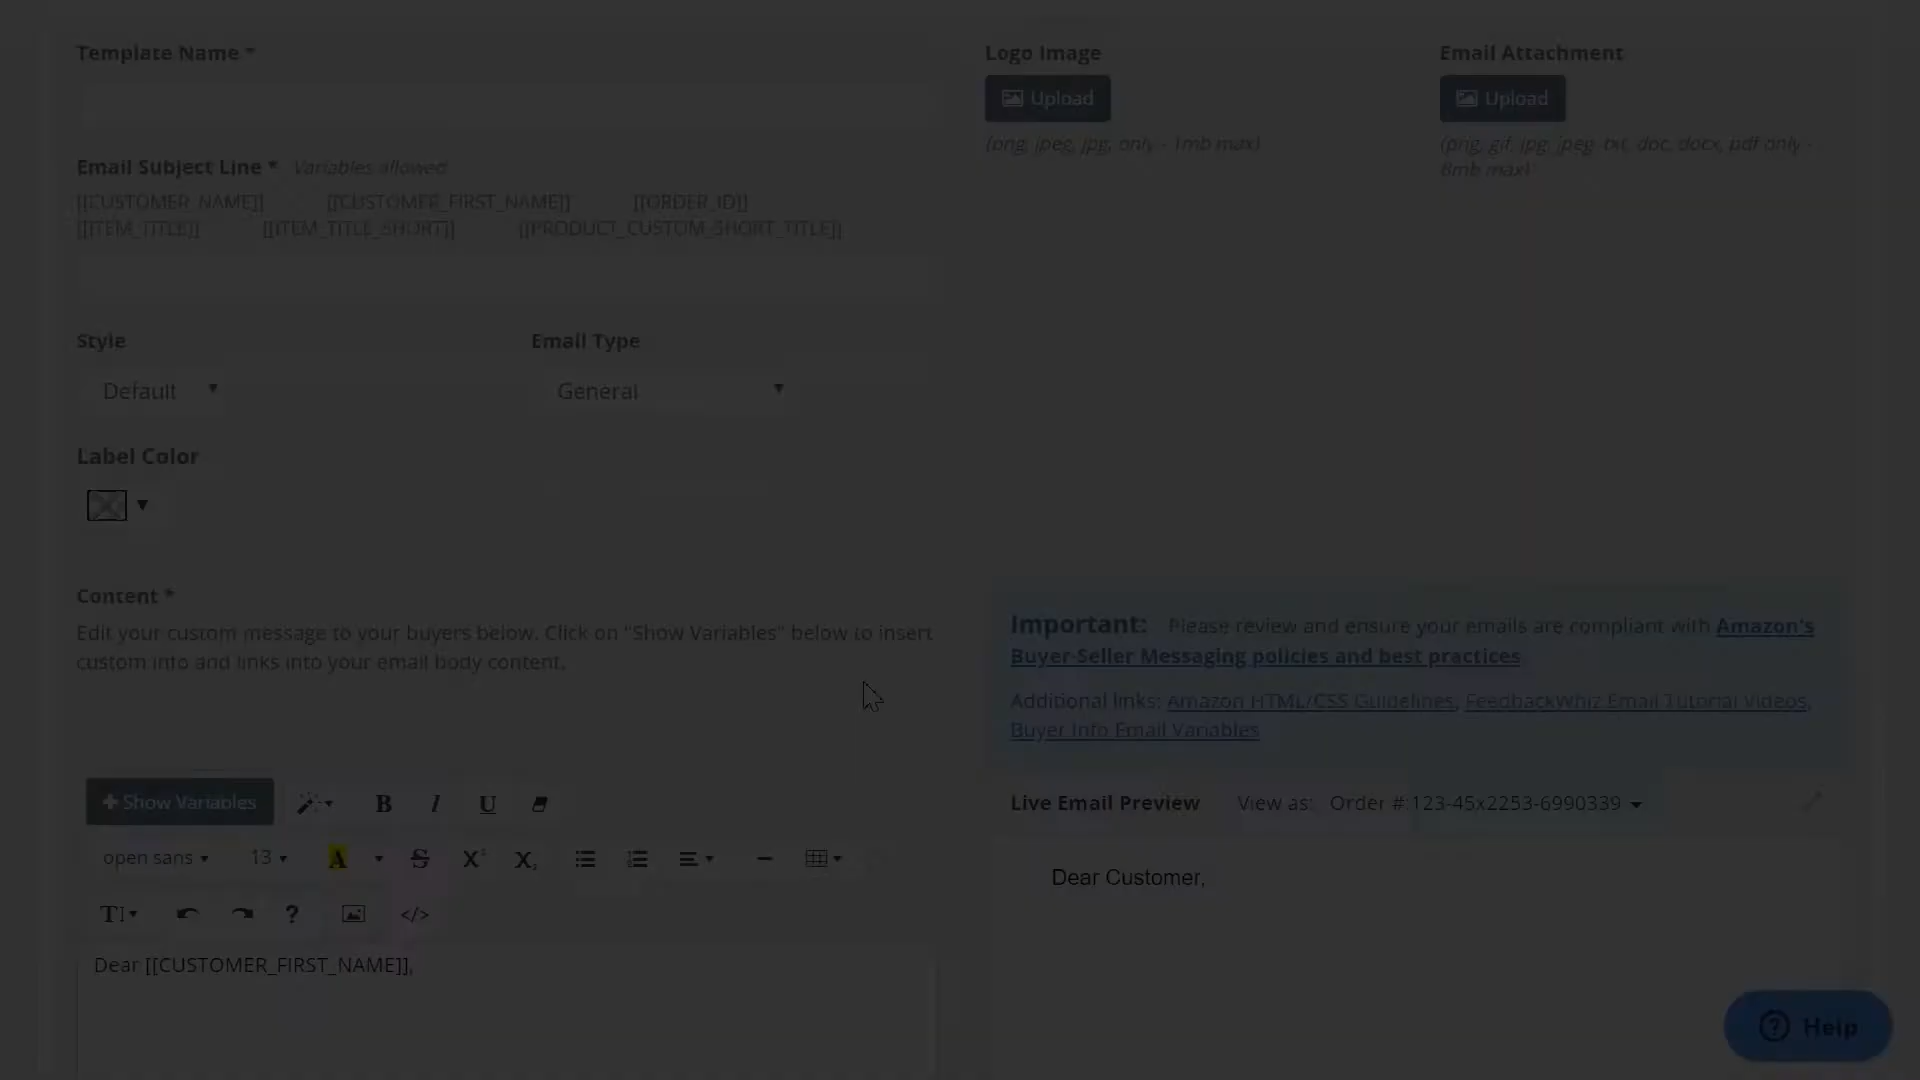 Template Name *
Logo Image
Email Attachment
Upload
Upload
(png, jpeg, jpg, only - 1mb max)
(png, gif, jpg, jpeg, txt, doc, docx, pdf only -
8mb max)
Email Subject Line * Variables allowed
[[CUSTOMER_NAME]] [[CUSTOMER_FIRST_NAME]] [[ORDER_ID]]
[[ITEM_TITLE]] [[ITEM_TITLE_SHORT]] [[PRODUCT_CUSTOM_SHORT_TITLE]]
Style
Email Type
Default
General
Label Color
Content *
Edit your custom message to your buyers below. Click on "Show Variables" below to insert
custom info and links into your email body content.
Important: Please review and ensure your emails are compliant with Amazon's
Buyer-Seller Messaging policies and best practices
Additional links: Amazon HTML/CSS Guidelines, FeedbackWhiz Email Tutorial Videos,
Buyer Info Email Variables
Show Variables
B I U
Live Email Preview View as: Order #:123-45x2253-6990339
open sans 13 A S X² X₂
T ? </>
Dear Customer,
Dear [[CUSTOMER_FIRST_NAME]],
Help